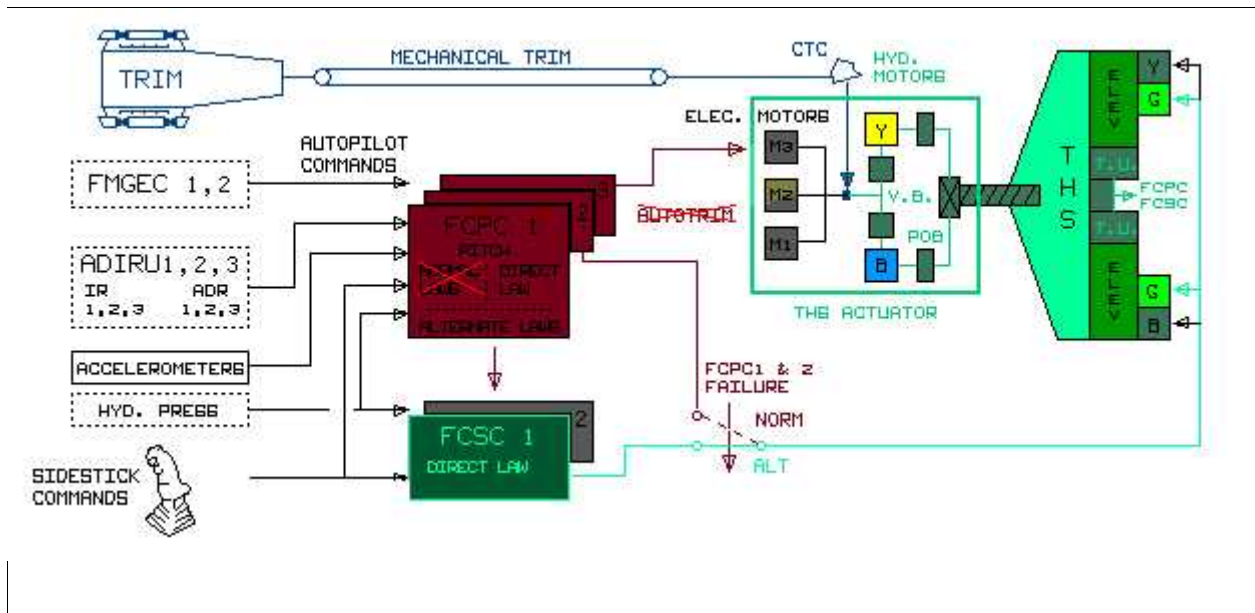 TRIM
MECHANICAL TRIM
CTC
HYD.
MOTORS
ELEC. MOTORS
AUTOPILOT
COMMANDS
FMGEC 1,2
ADIRU1,2,3
IR ADR
1,2,3 1,2,3
ACCELEROMETERS
HYD. PRESS
SIDESTICK
COMMANDS
3
2
FCPC 1
PITCH
NORMAL DIRECT
LAWS LAW
ALTERNATE LAWS
2
FCSC 1
DIRECT LAW
AUTOTRIM
M3
M2
M1
Y
V.B.
POB
B
THS ACTUATOR
FCPC1 & 2
FAILURE
NORM
ALT
THS
ELEV
Y
G
T.U.
FCPC
FCSC
T.U.
ELEV
G
B